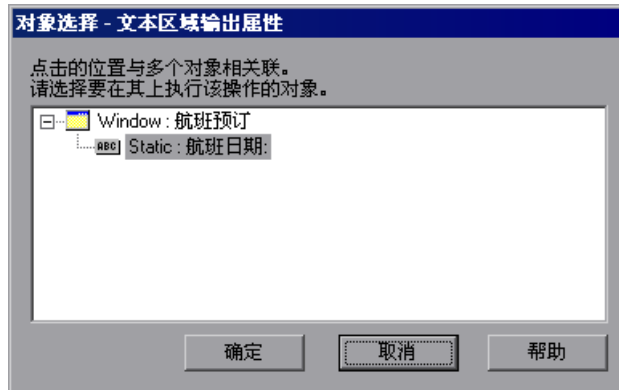 对象选择 - 文本区域输出属性
点击的位置与多个对象相关联。
请选择要在其上执行该操作的对象。
Window : 航班预订
ABC Static : 航班日期:
确定 取消 帮助